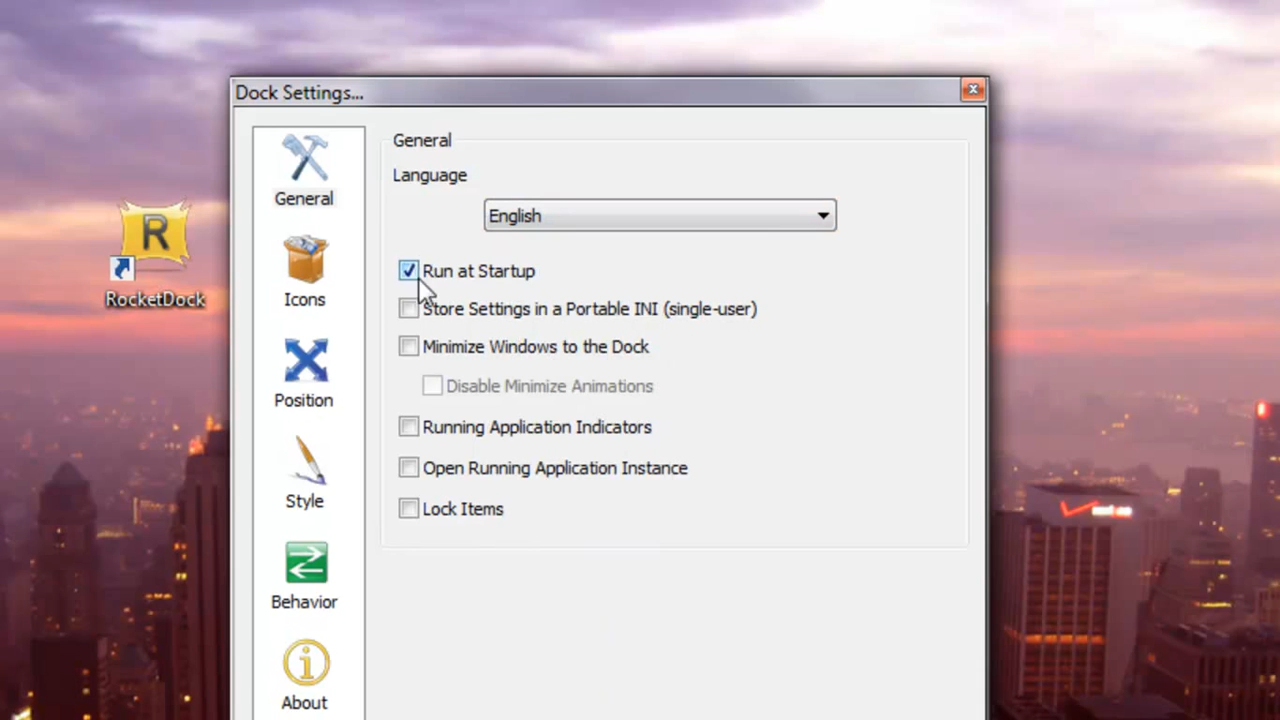 Dock Settings...
General
Language
English
Run at Startup
Store Settings in a Portable INI (single-user)
Minimize Windows to the Dock
Disable Minimize Animations
Running Application Indicators
Open Running Application Instance
Lock Items
General
Icons
Position
Style
Behavior
About
R
RocketDock